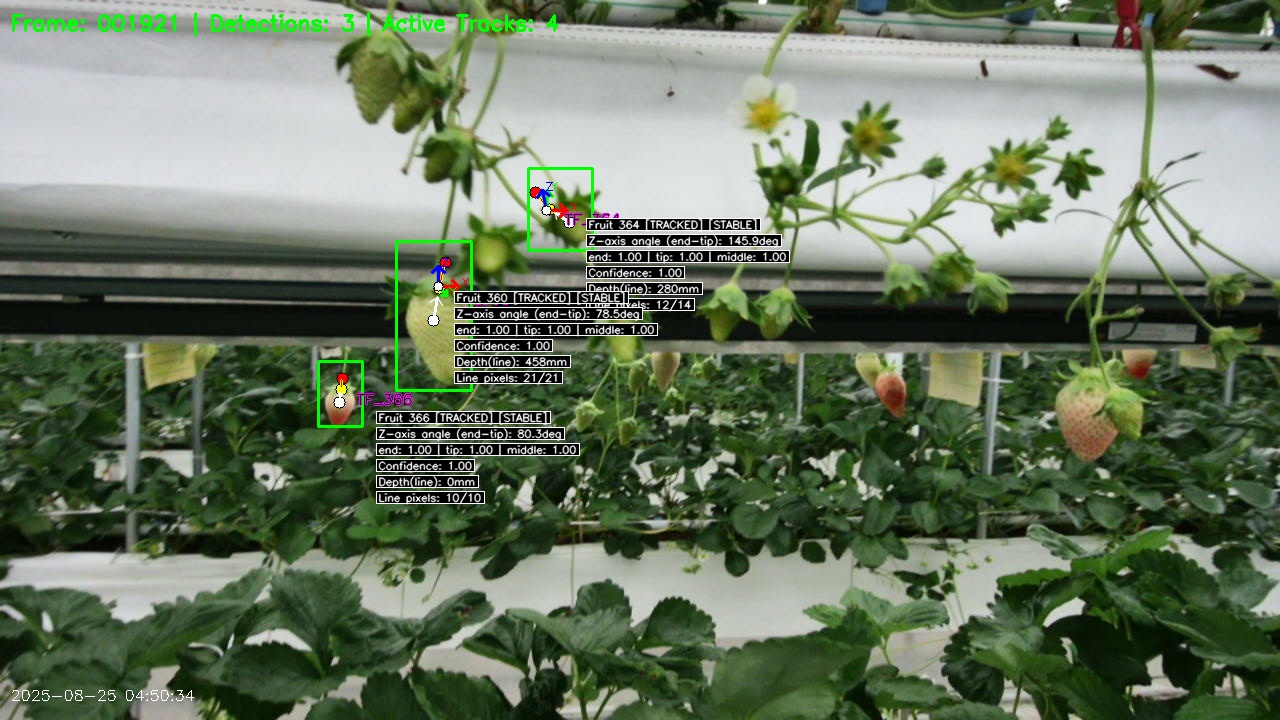 Frame: 001921 | Detections: 3 | Active Tracks: 4
Z
Fruit 364 [TRACKED] [STABLE]
Z-axis angle (end-tip): 145.9deg
end: 1.00 | tip: 1.00 | middle: 1.00
Confidence: 1.00
Depth(line): 280mm
Line pixels: 12/14
Fruit 360 [TRACKED] [STABLE]
Z-axis angle (end-tip): 78.5deg
end: 1.00 | tip: 1.00 | middle: 1.00
Confidence: 1.00
Depth(line): 458mm
Line pixels: 21/21
TF_366
Fruit 366 [TRACKED] [STABLE]
Z-axis angle (end-tip): 80.3deg
end: 1.00 | tip: 1.00 | middle: 1.00
Confidence: 1.00
Depth(line): 0mm
Line pixels: 10/10
2025-08-25 04:50:34